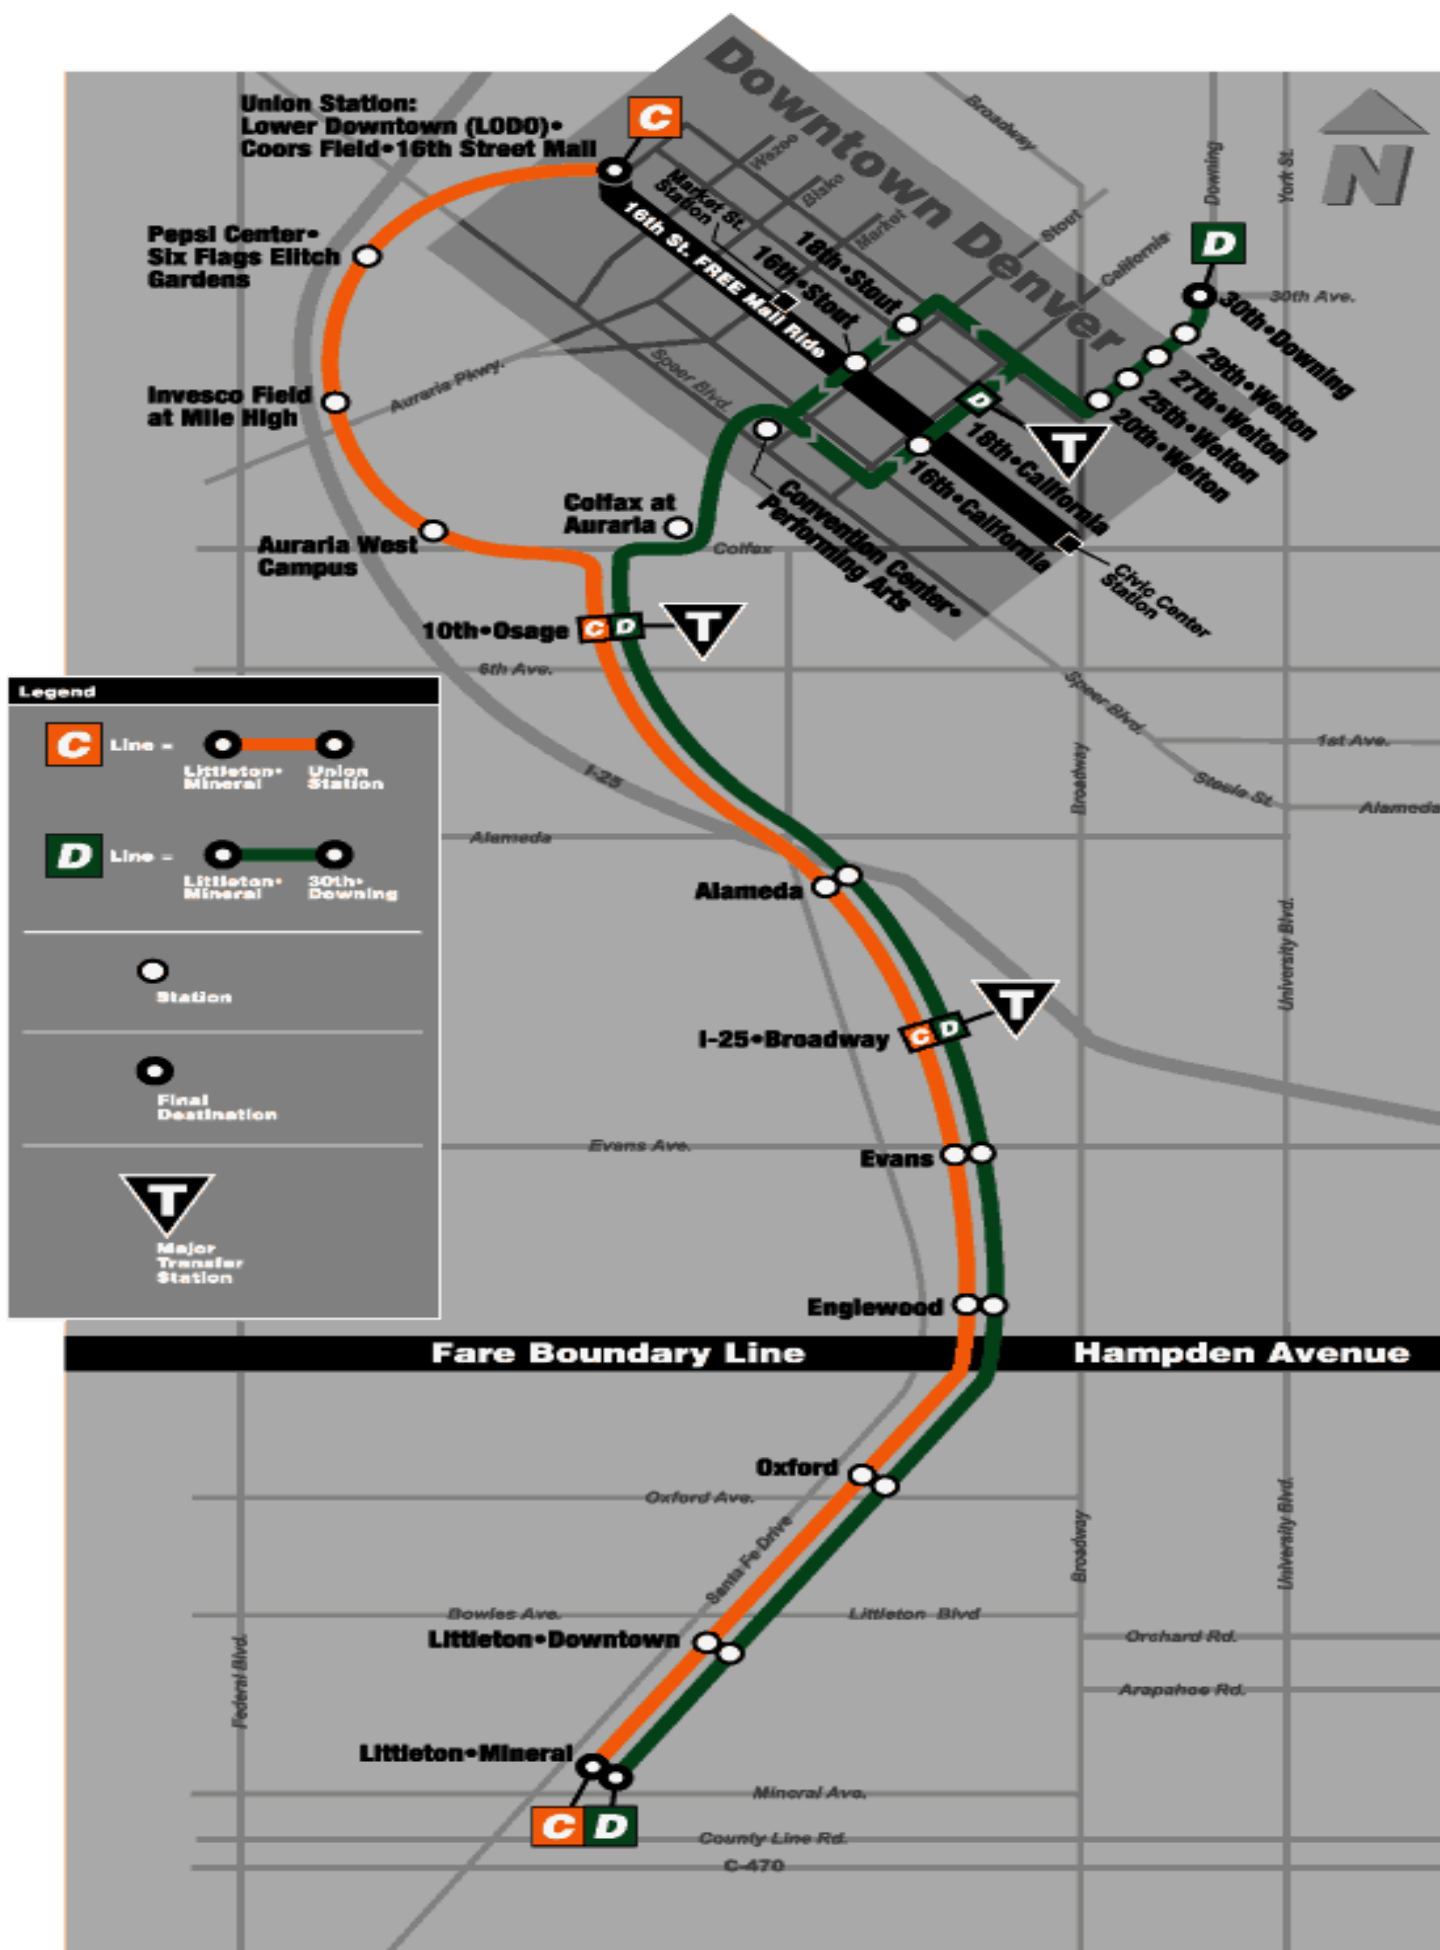 Downtown Denver
Union Station:
Lower Downtown (LODO)•
Coors Field•16th Street Mall
C
Broadway
Downing
York St.
N
Wazee
Blake
Market
Stout
California
Market St.
Station
16th St. FREE Mall Ride
18th•Stout
16th•Stout
D
30th Ave.
30th•Downing
29th•Welton
27th•Welton
25th•Welton
20th•Welton
Pepsi Center•
Six Flags Elitch
Gardens
Auraria Pkwy.
Speer Blvd.
D
T
18th•California
16th•California
Invesco Field
at Mile High
Convention Center•
Performing Arts
Colfax at
Auraria
Colfax
Civic Center
Station
Auraria West
Campus
10th•Osage
C D
T
6th Ave.
Speer Blvd.
1st Ave.
Steele St.
Alameda
Broadway
I-25
Legend
C Line =
Littleton•
Mineral
Union
Station
D Line =
Littleton•
Mineral
30th•
Downing
Station
Final
Destination
T
Major
Transfer
Station
Alameda
Alameda
University Blvd.
I-25•Broadway
C D
T
Evans Ave.
Evans
Englewood
Fare Boundary Line
Hampden Avenue
Oxford
Oxford Ave.
Santa Fe Drive
Broadway
University Blvd.
Bowles Ave.
Littleton Blvd
Littleton•Downtown
Orchard Rd.
Arapahoe Rd.
Federal Blvd.
Littleton•Mineral
Mineral Ave.
C D
County Line Rd.
C-470